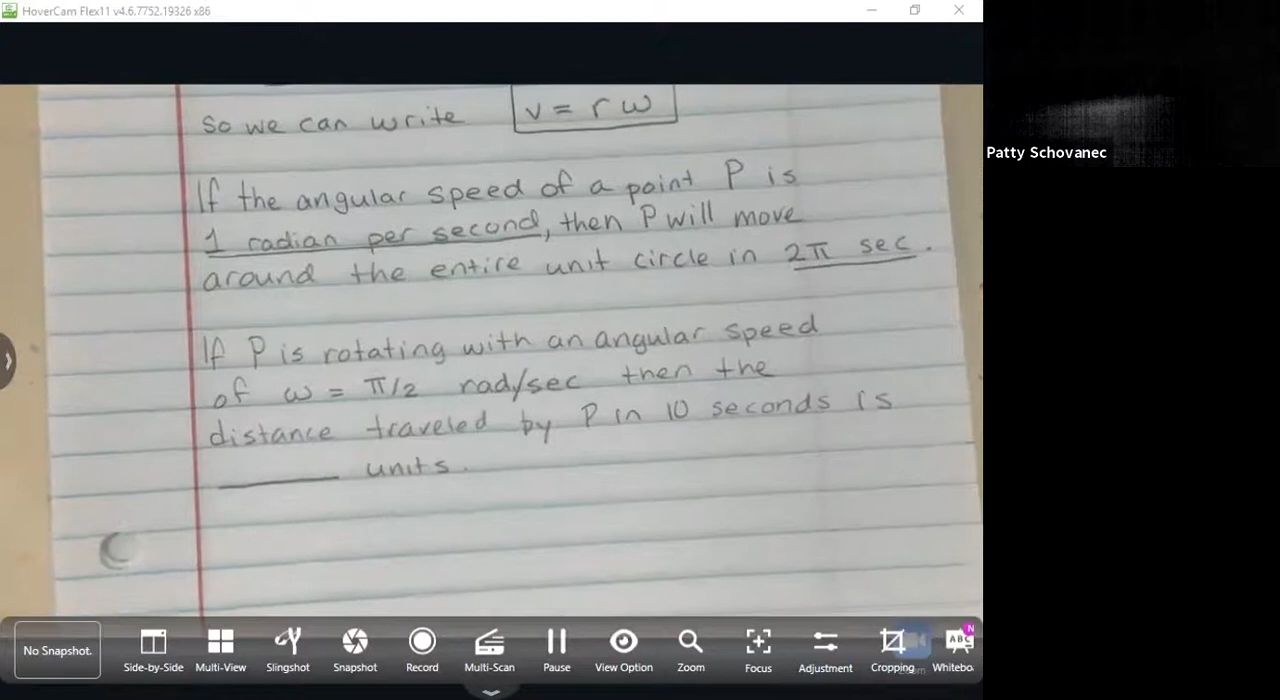 HoverCam Flex11 v4.6.7752.19326 x86
so we can write v = r ω
If the angular speed of a point P is
1 radian per second, then P will move
around the entire unit circle in 2π sec.
If P is rotating with an angular speed
of ω = π/2 rad/sec then the
distance traveled by P in 10 seconds is
______ units.
Patty Schovanec
No Snapshot.
Side-by-Side Multi-View Slingshot Snapshot Record Multi-Scan Pause View Option Zoom Focus Adjustment Cropping Whiteboa
ABC N